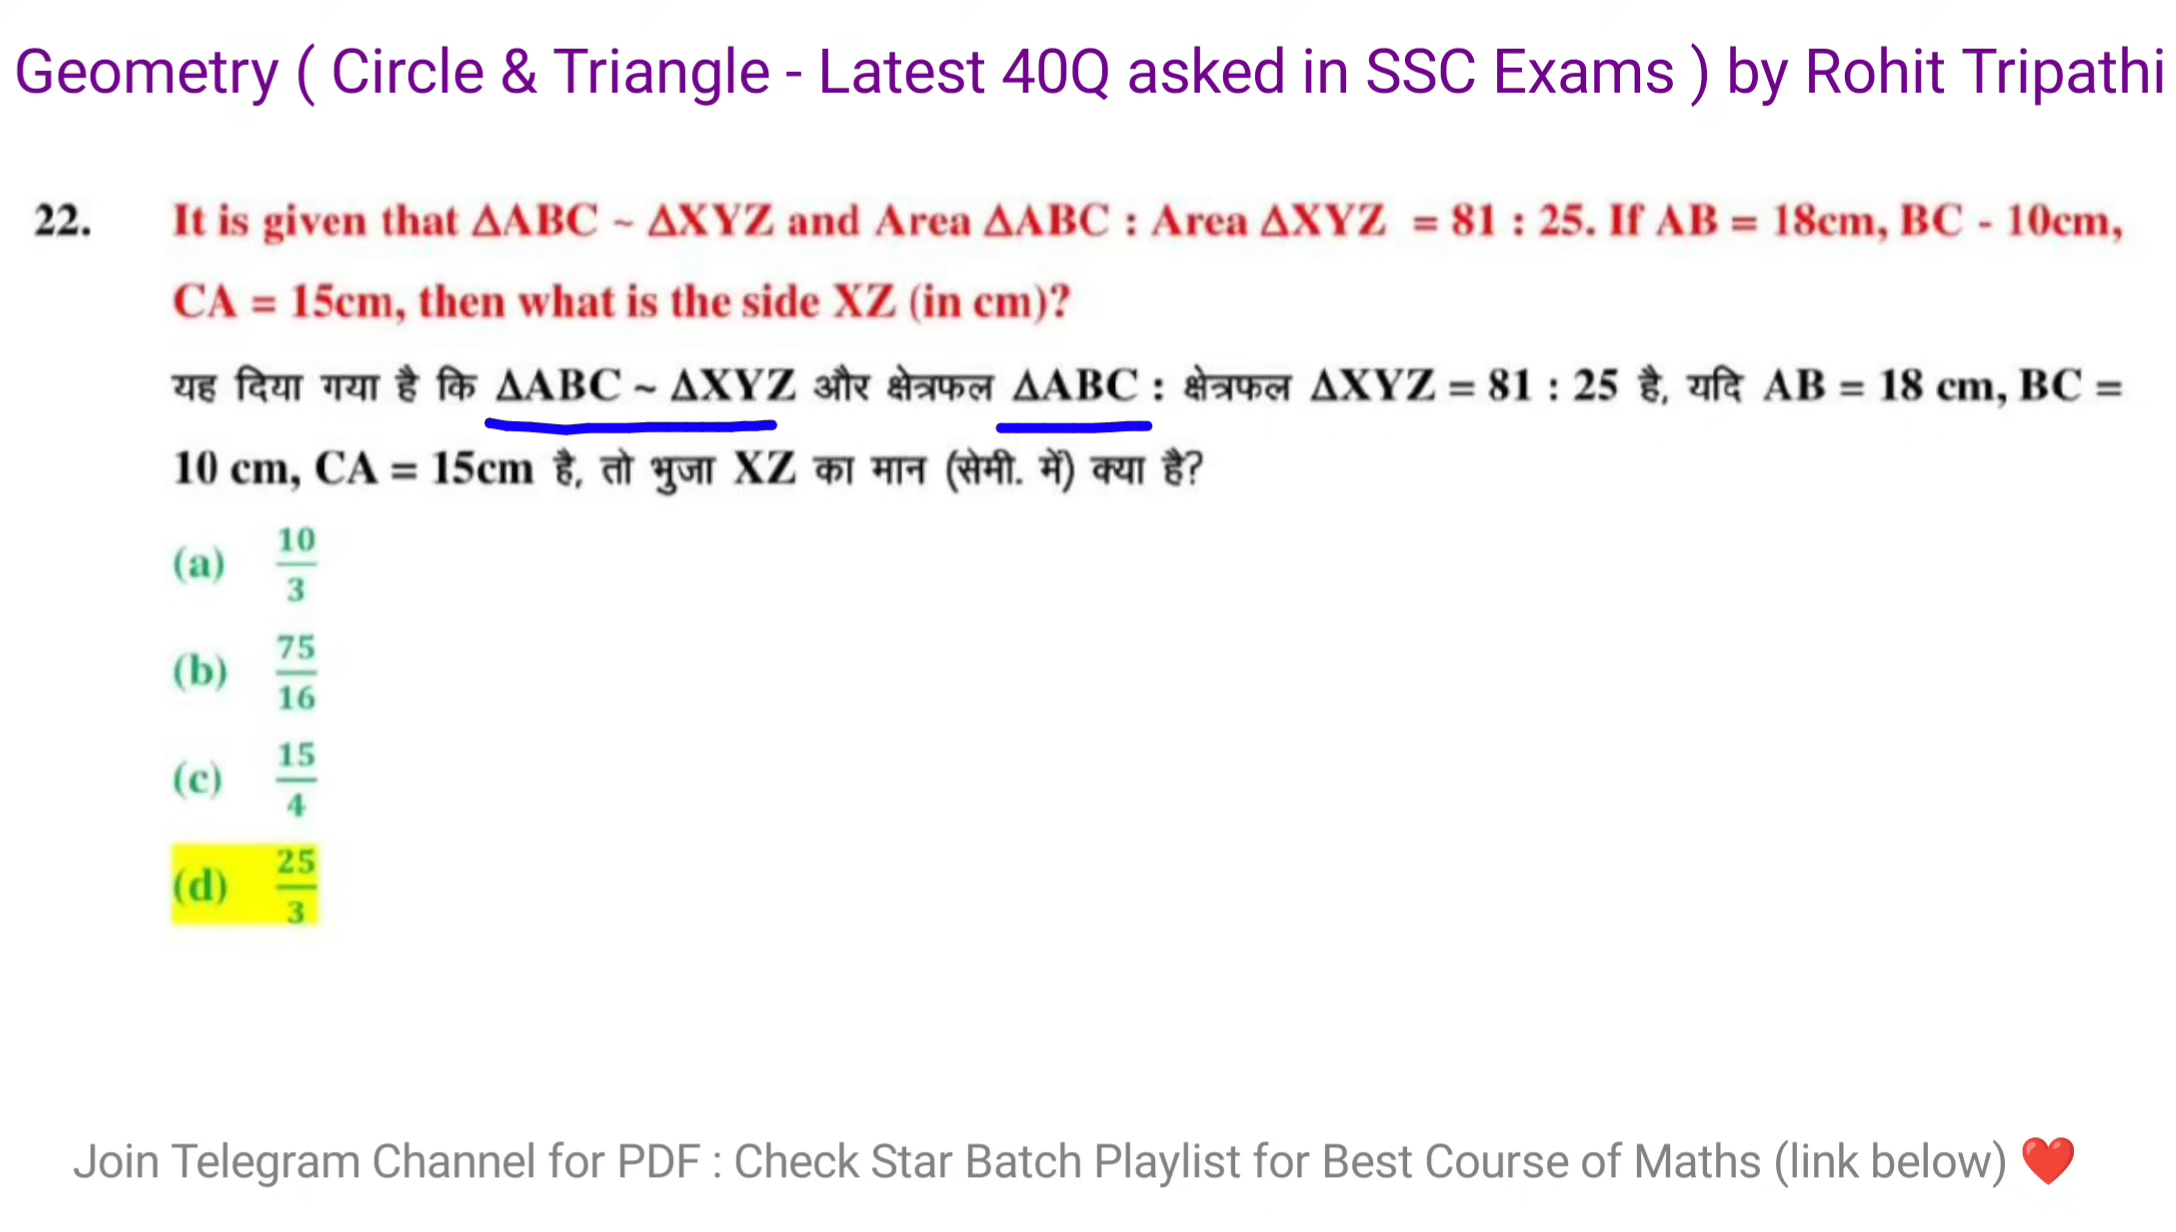 Geometry ( Circle & Triangle - Latest 40Q asked in SSC Exams ) by Rohit Tripathi
22. It is given that ΔABC ~ ΔXYZ and Area ΔABC : Area ΔXYZ = 81 : 25. If AB = 18cm, BC - 10cm,
CA = 15cm, then what is the side XZ (in cm)?
यह दिया गया है कि ΔABC ~ ΔXYZ और क्षेत्रफल ΔABC : क्षेत्रफल ΔXYZ = 81 : 25 है, यदि AB = 18 cm, BC =
10 cm, CA = 15cm है, तो भुजा XZ का मान (सेमी. में) क्या है?
(a) 10/3
(b) 75/16
(c) 15/4
(d) 25/3
Join Telegram Channel for PDF : Check Star Batch Playlist for Best Course of Maths (link below) ❤️